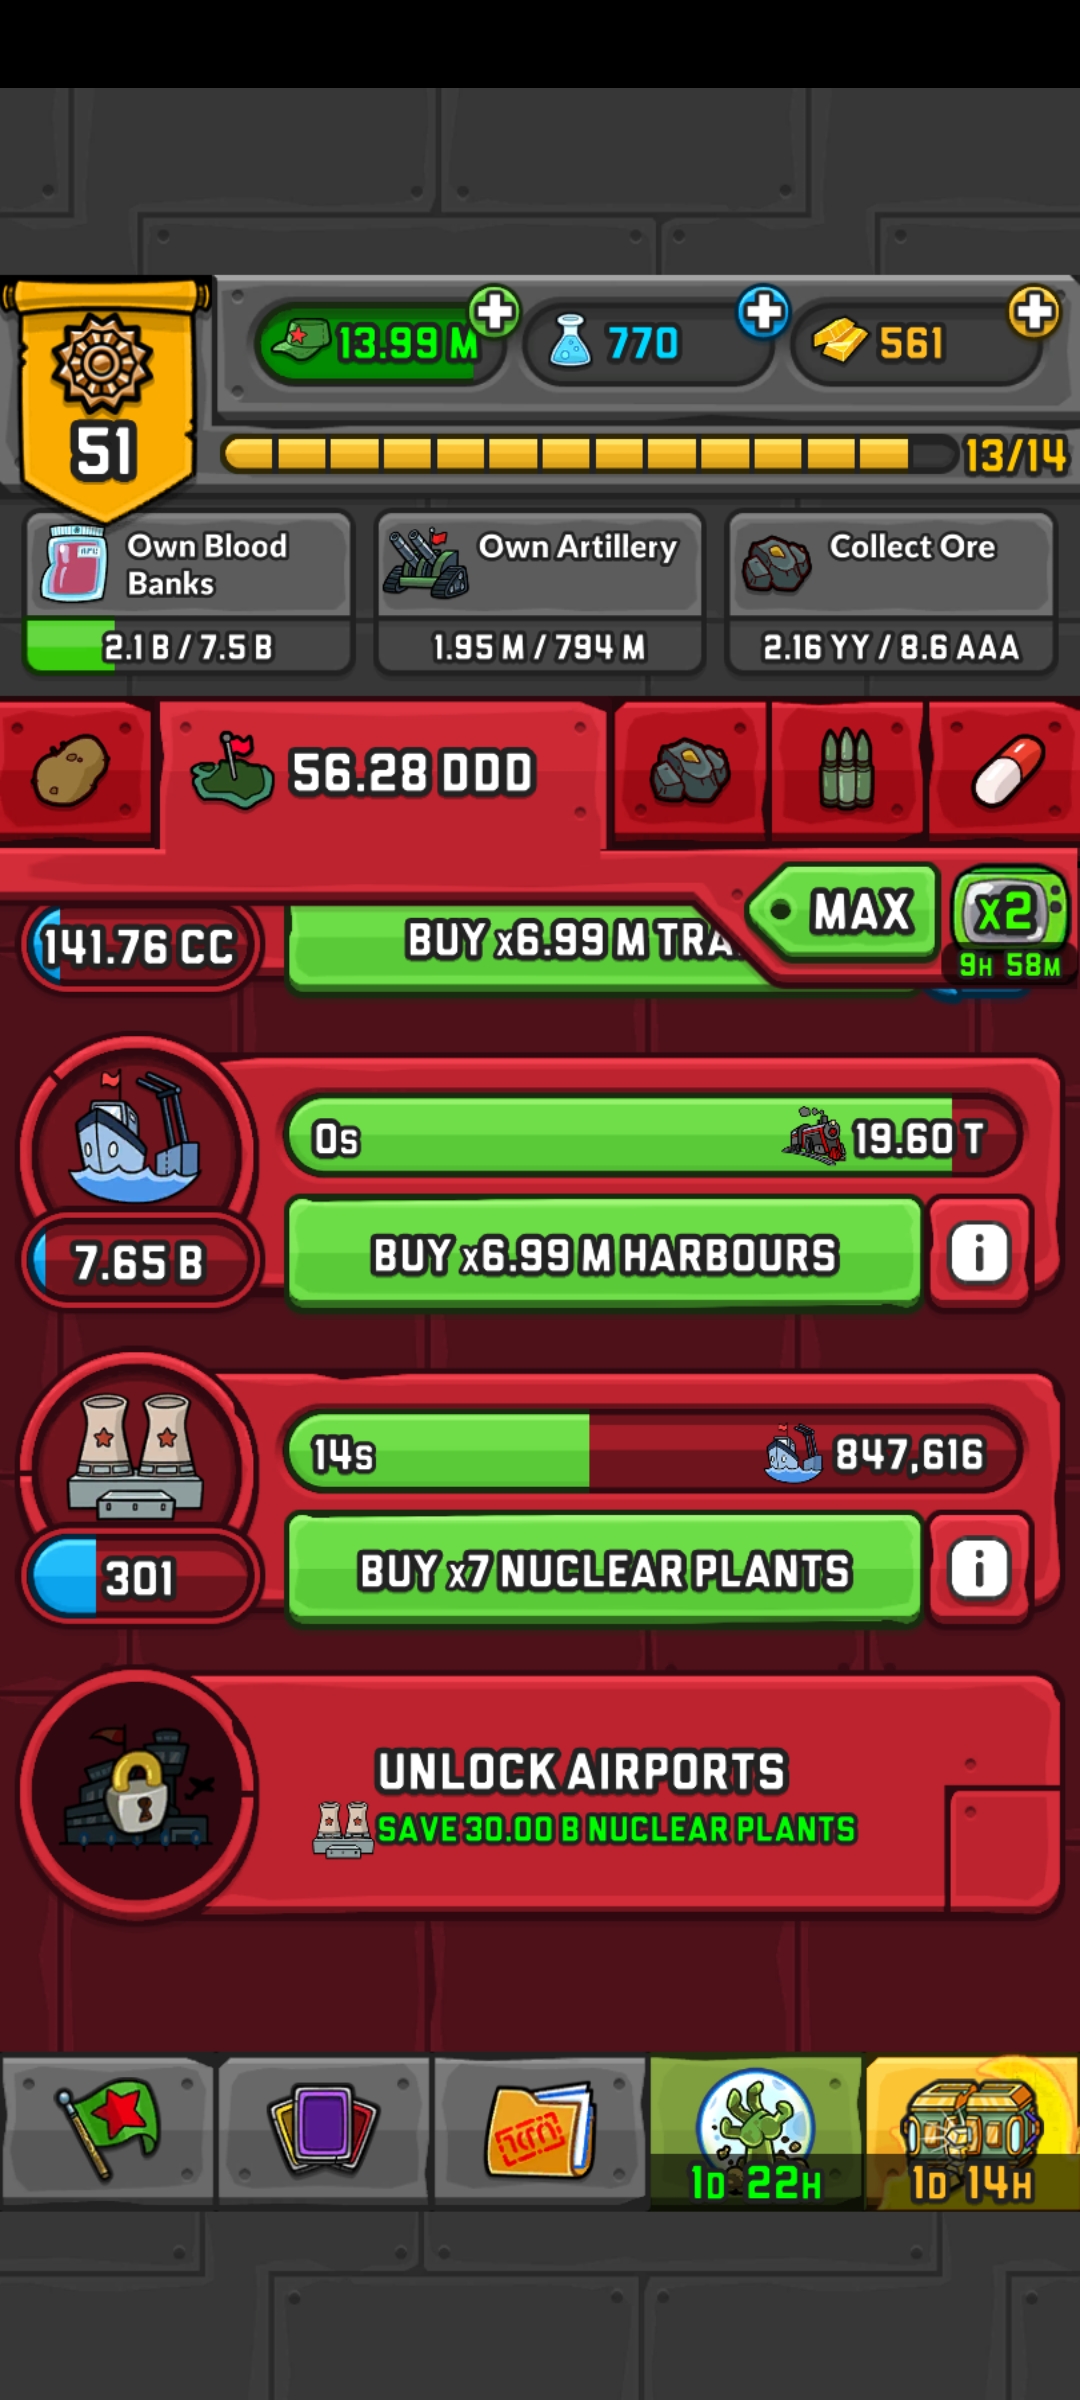 13.99 M
770
561
51
13/14
Own Blood
Banks
Own Artillery
Collect Ore
2.1 B / 7.5 B
1.95 M / 794 M
2.16 YY / 8.6 AAA
56.28 DDD
MAX
x2
9H 58M
141.76 CC
BUY x6.99 M TRA
0s
19.60 T
7.65 B
BUY x6.99 M HARBOURS
i
14s
847,616
301
BUY x7 NUCLEAR PLANTS
i
UNLOCK AIRPORTS
SAVE 30.00 B NUCLEAR PLANTS
1D 22H
1D 14H